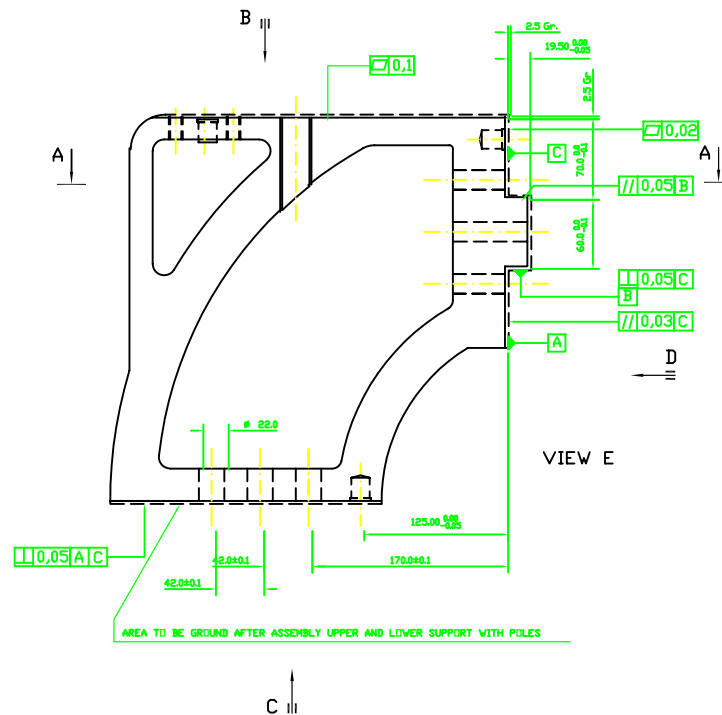 B
2.5 Gr.
19.50 0.00 -0.05
0,1
2.5 Gr
0,02
A
C
A
70.0 0.0 -0.1
// 0,05 B
60.0 0.0 -0.1
⊥ 0,05 C
B
// 0,03 C
A
D
ø 22.0
VIEW E
125.00 0.00 -0.05
⊥ 0,05 A C
42.0±0.1
170.0±0.1
42.0±0.1
AREA TO BE GROUND AFTER ASSEMBLY UPPER AND LOWER SUPPORT WITH POLES
C